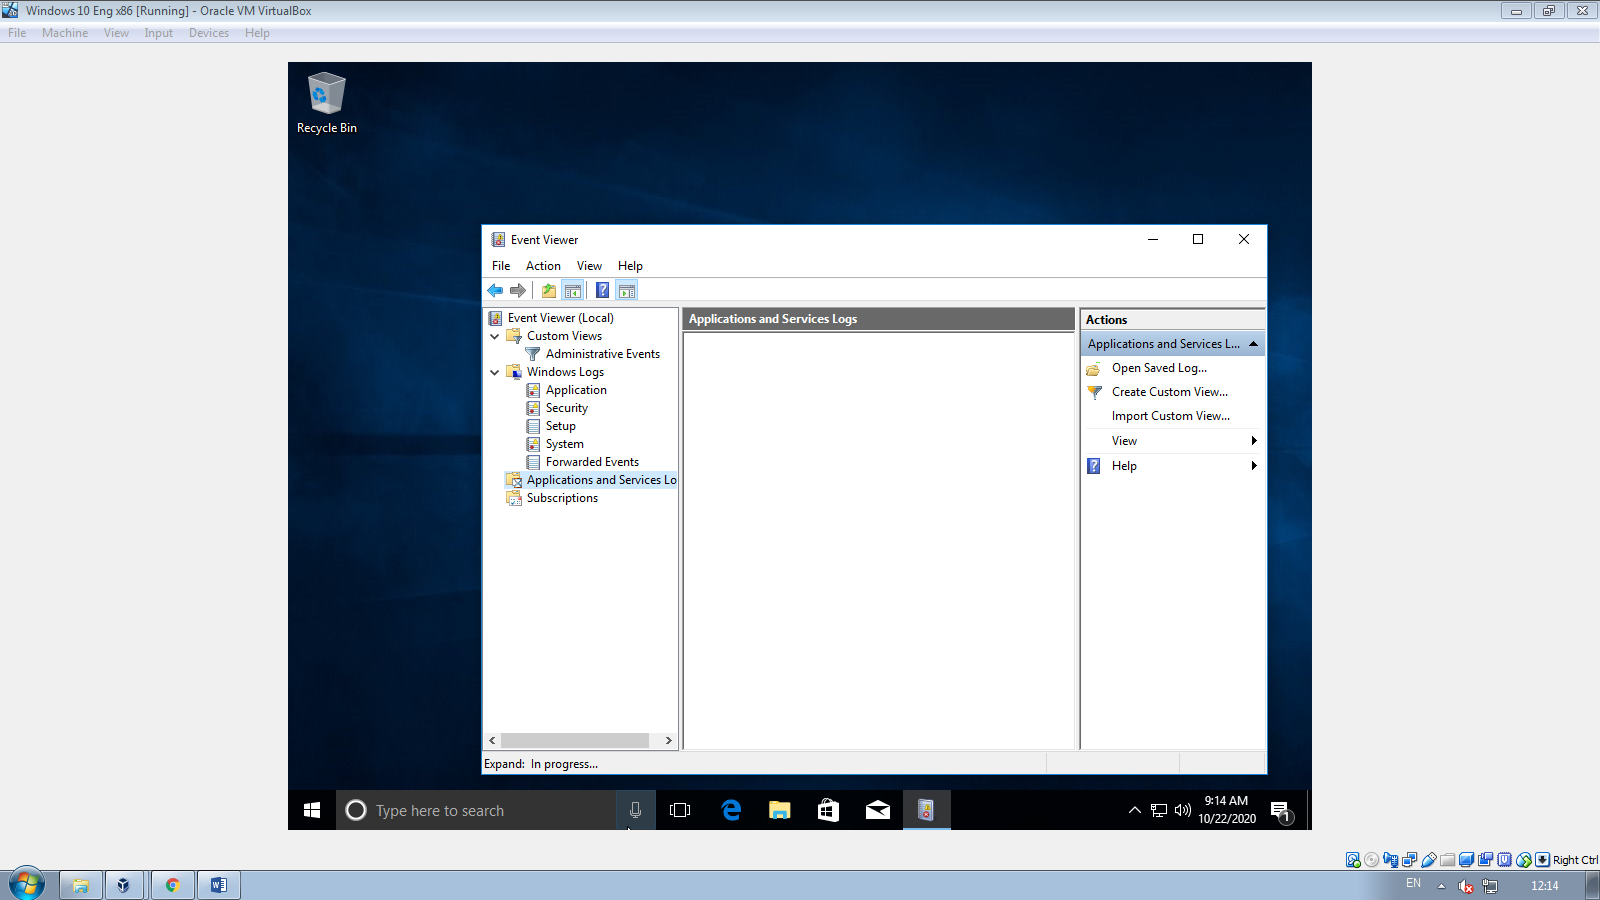 Windows 10 Eng x86 [Running] - Oracle VM VirtualBox
File Machine View Input Devices Help
Recycle Bin
Event Viewer
File Action View Help
Event Viewer (Local)
Custom Views
Administrative Events
Windows Logs
Application
Security
Setup
System
Forwarded Events
Applications and Services Lo
Subscriptions
Applications and Services Logs
Actions
Applications and Services L...
Open Saved Log...
Create Custom View...
Import Custom View...
View
Help
Expand: In progress...
Type here to search
9:14 AM
10/22/2020
1
Right Ctrl
EN
12:14